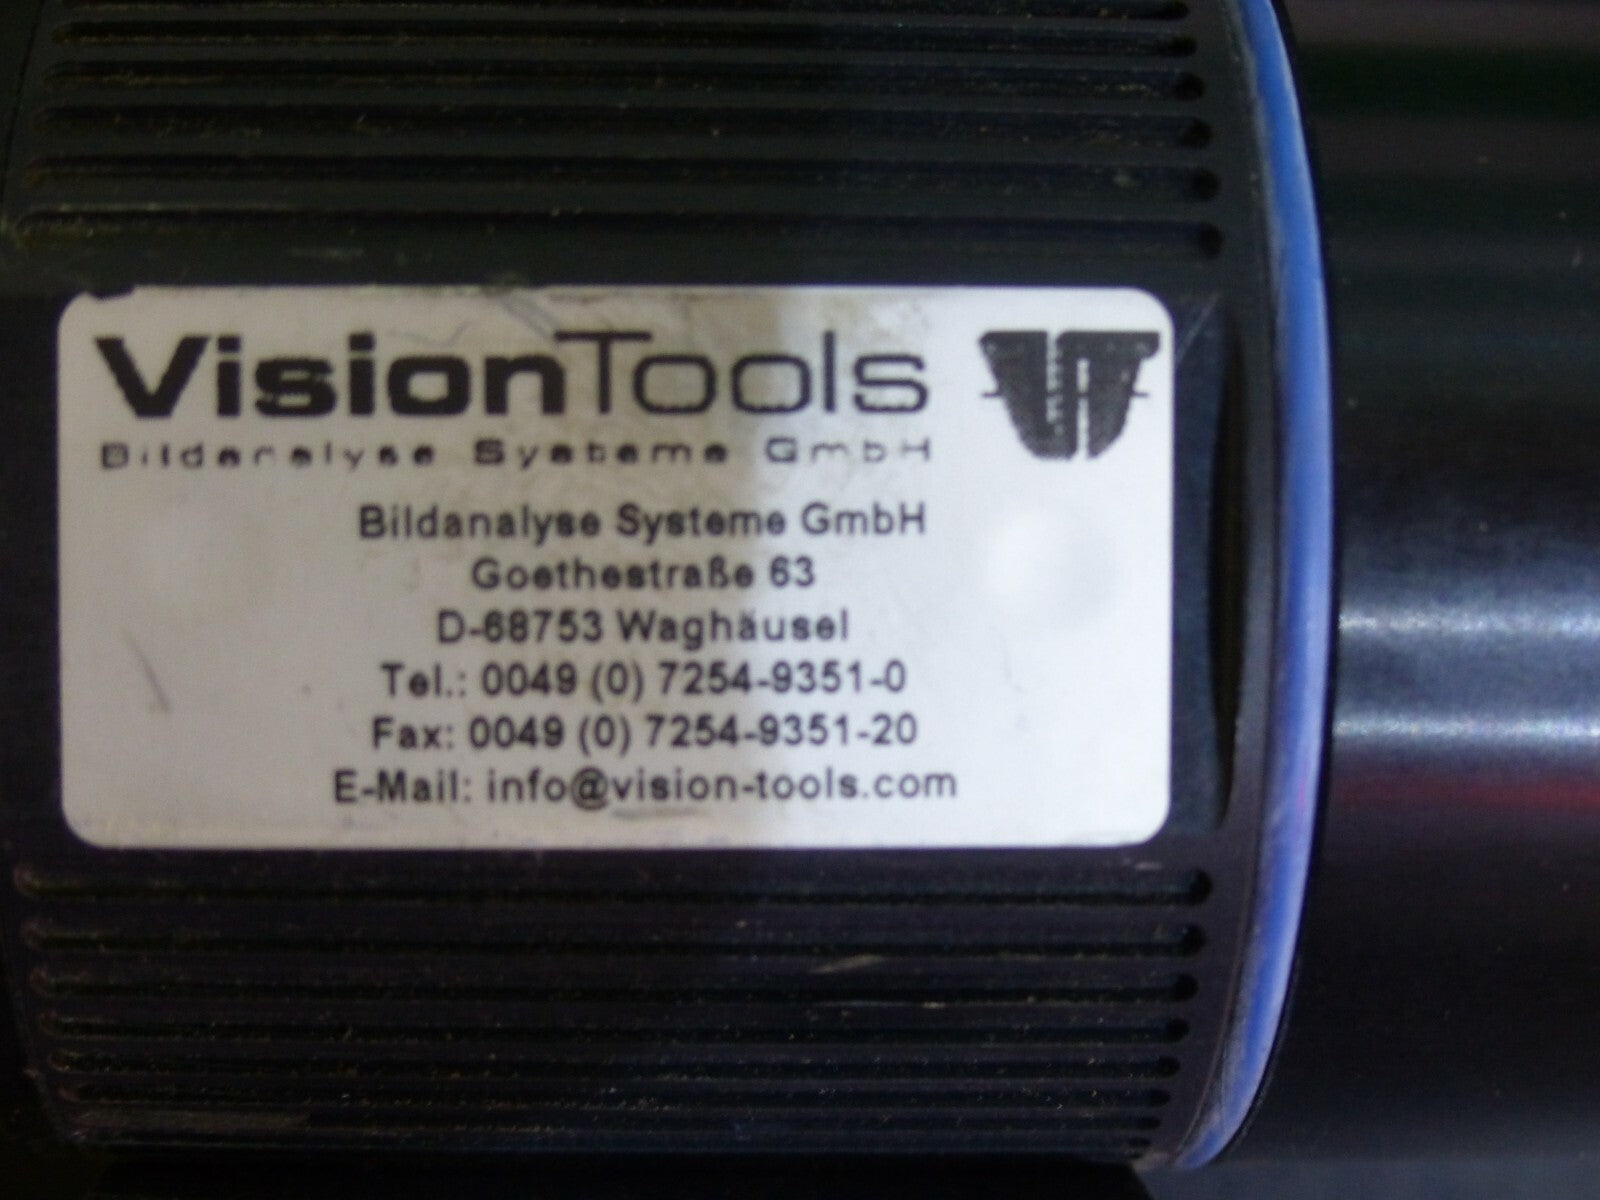 VisionTools
Bildanalyse Systeme GmbH
Bildanalyse Systeme GmbH
Goethestraße 63
D-68753 Waghäusel
Tel.: 0049 (0) 7254-9351-0
Fax: 0049 (0) 7254-9351-20
E-Mail: info@vision-tools.com